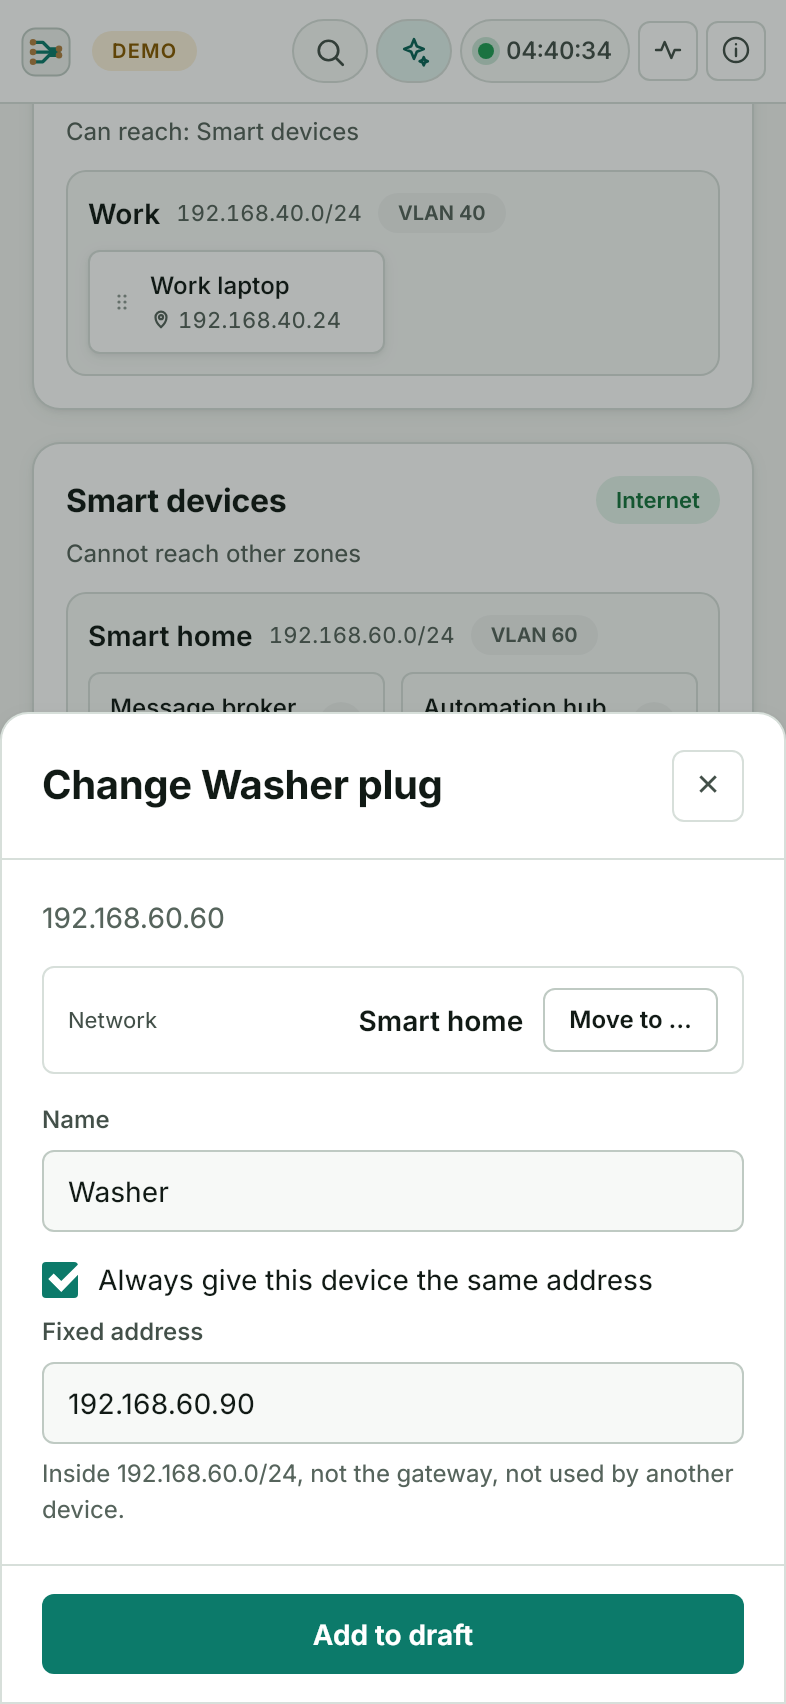 DEMO
04:40:34
Can reach: Smart devices
Work 192.168.40.0/24 VLAN 40
Work laptop
192.168.40.24
Smart devices
Internet
Cannot reach other zones
Smart home 192.168.60.0/24 VLAN 60
Message broker
Automation hub
Change Washer plug
192.168.60.60
Network
Smart home
Move to ...
Name
Washer
Always give this device the same address
Fixed address
192.168.60.90
Inside 192.168.60.0/24, not the gateway, not used by another
device.
Add to draft